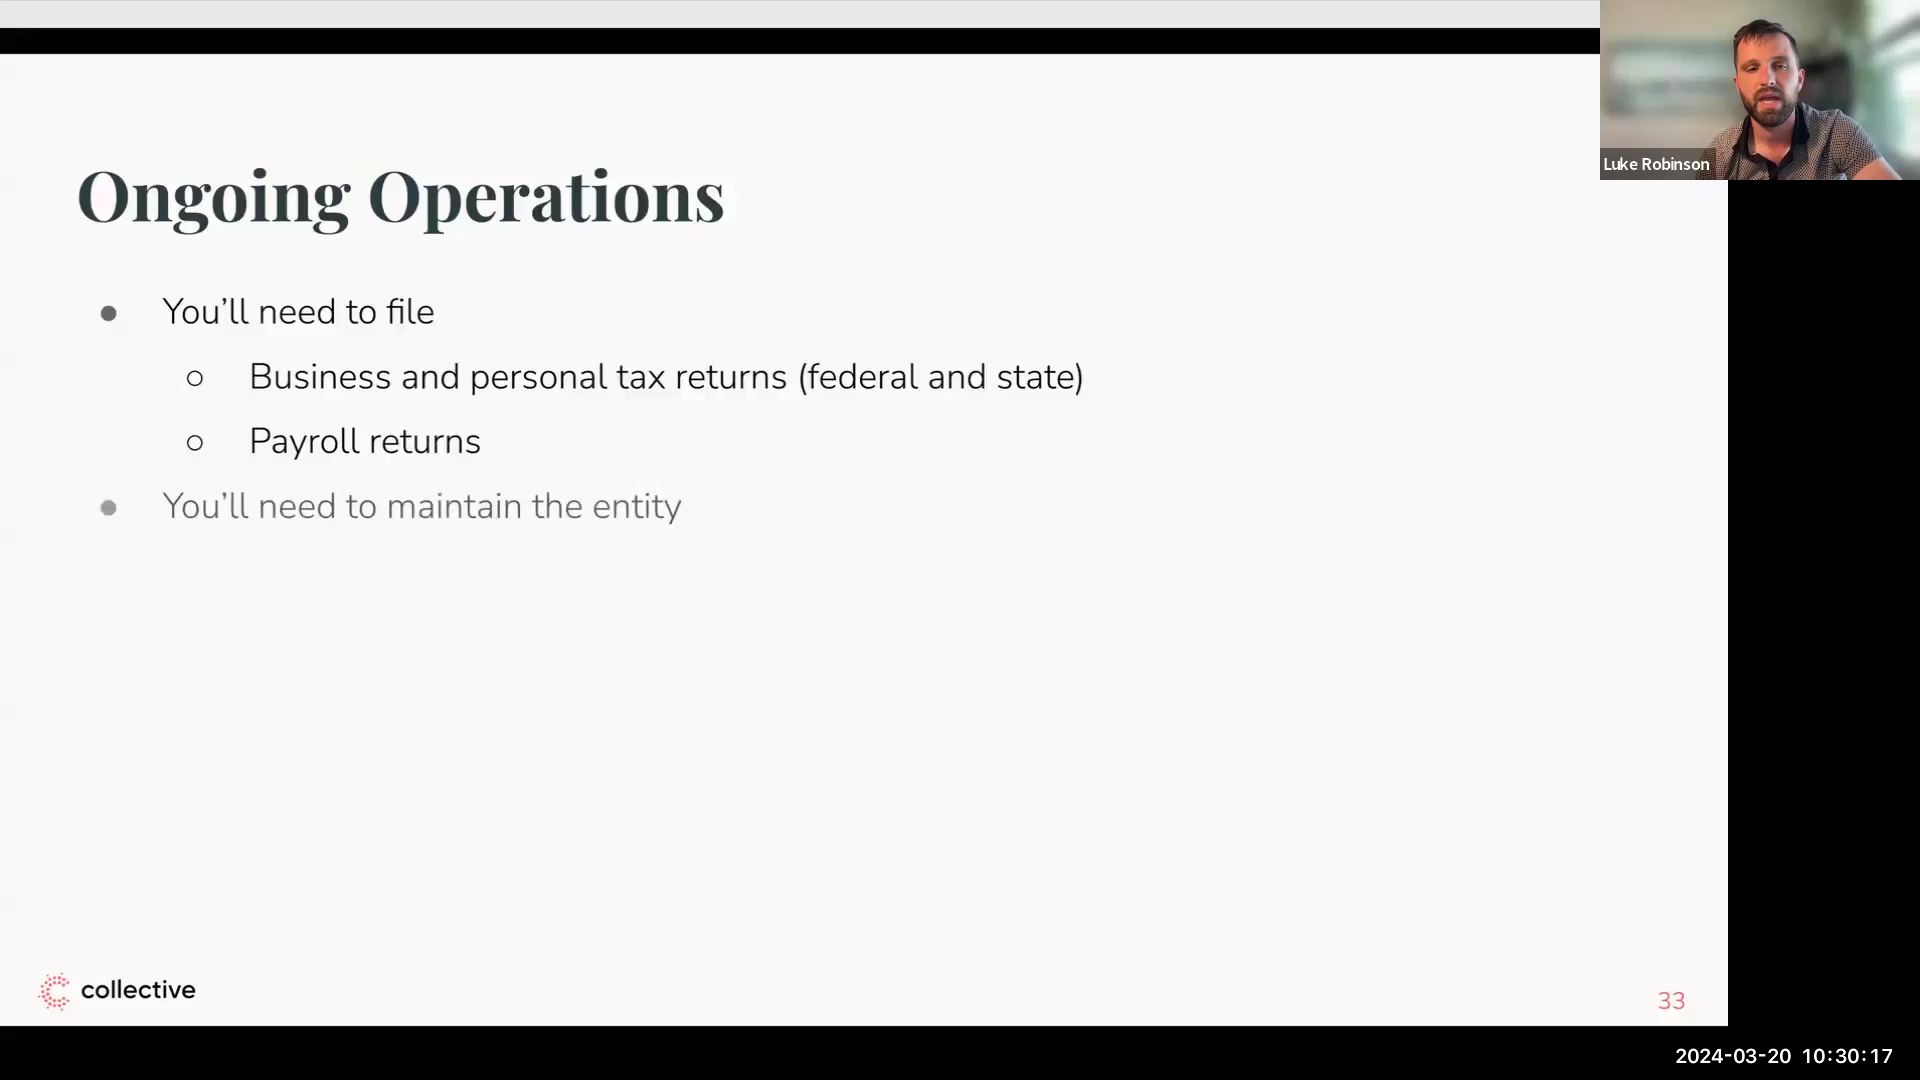 Luke Robinson
Ongoing Operations
● You’ll need to file
○ Business and personal tax returns (federal and state)
○ Payroll returns
● You’ll need to maintain the entity
collective
33
2024-03-20 10:30:17